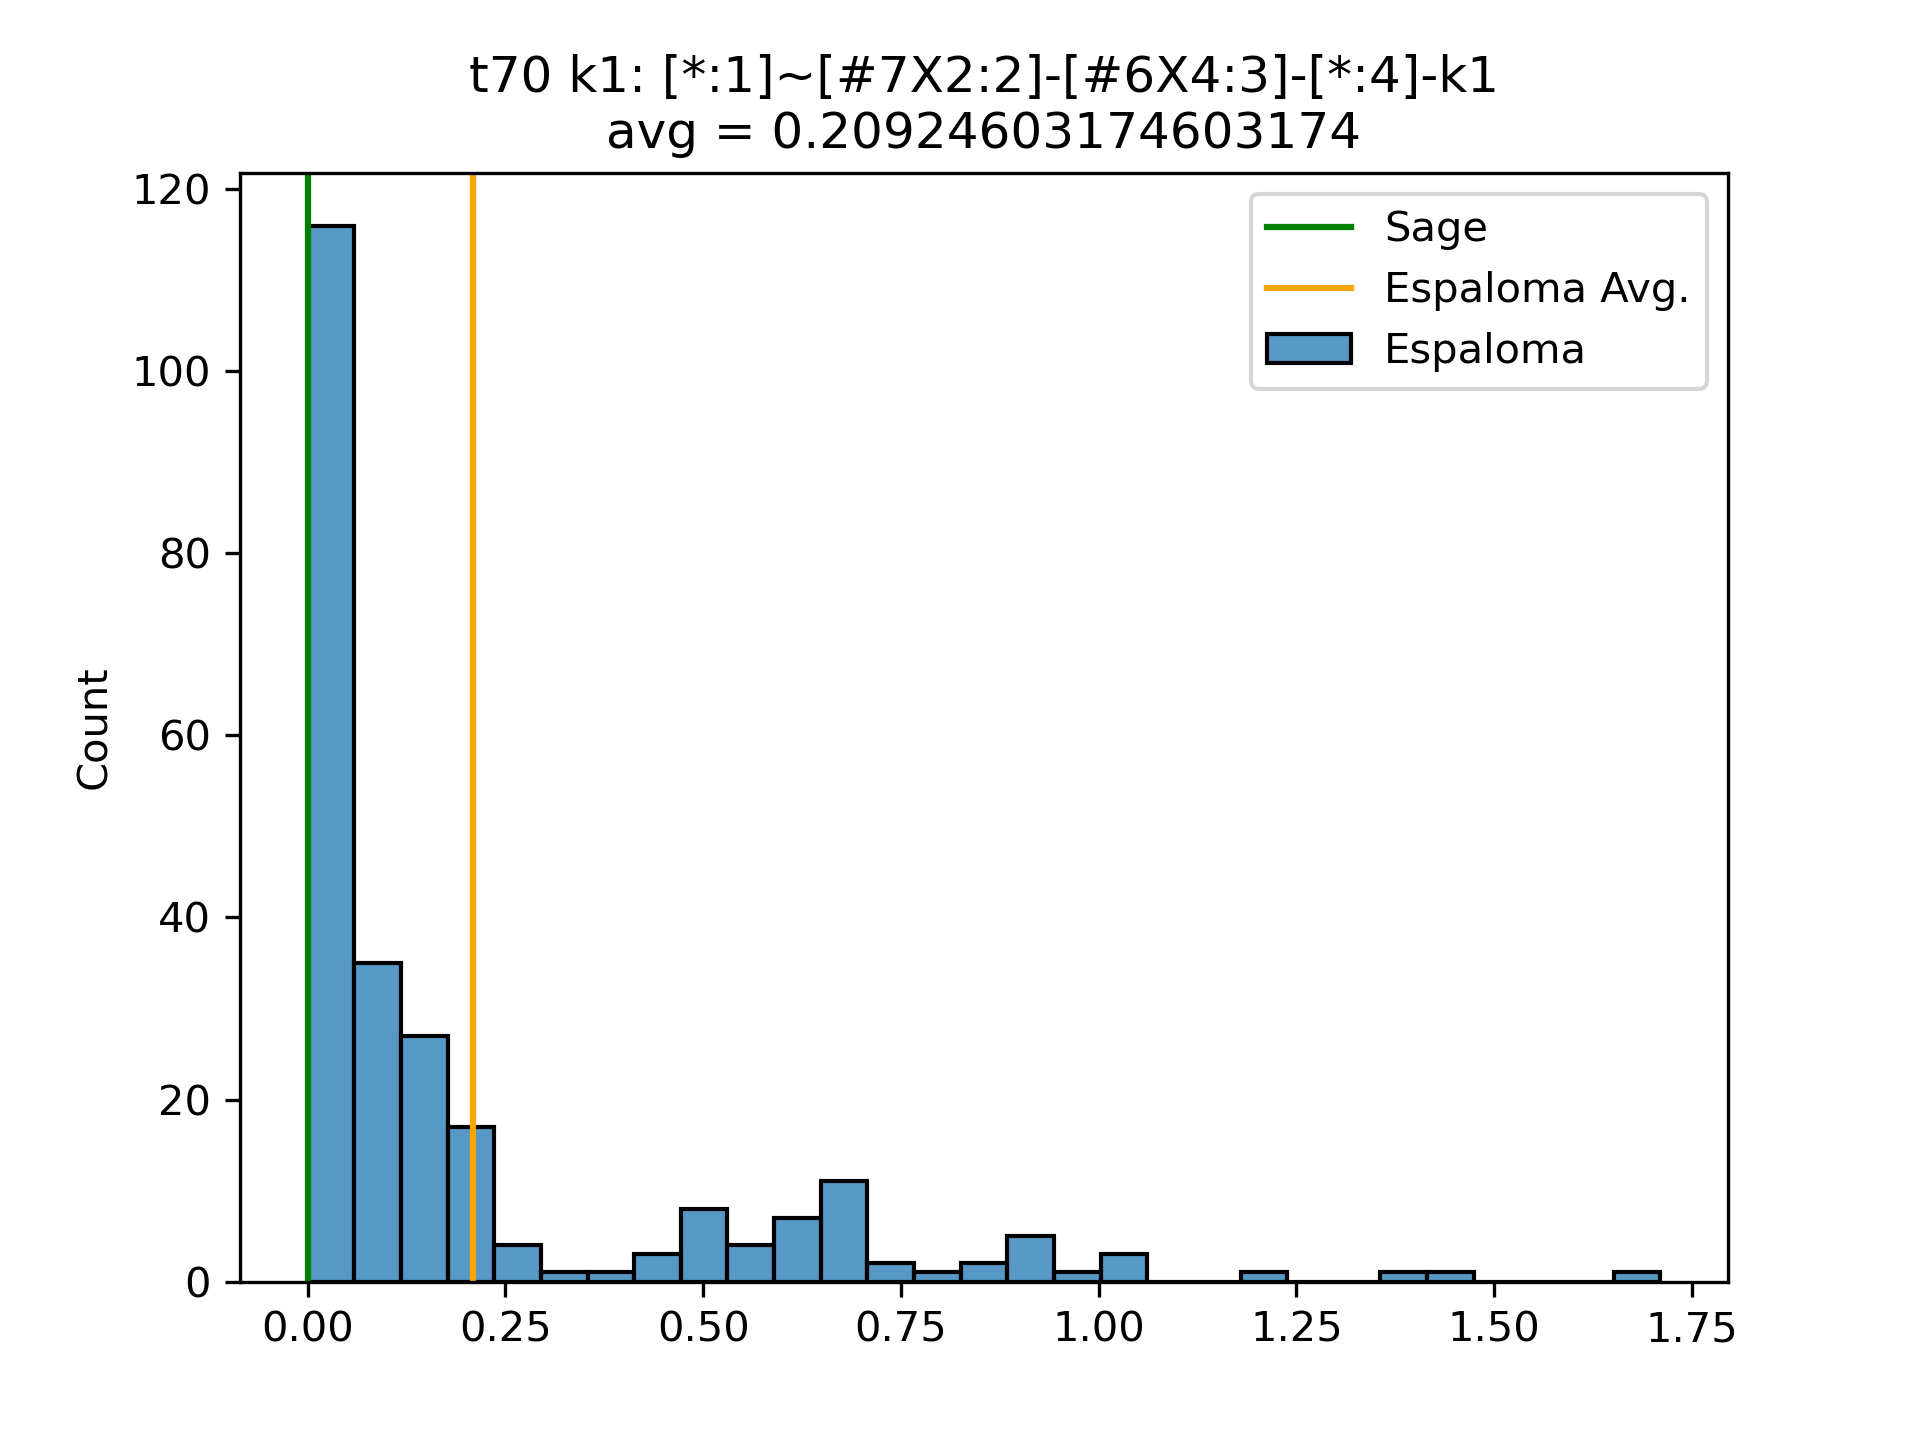 t70 k1: [*:1]~[#7X2:2]-[#6X4:3]-[*:4]-k1
avg = 0.20924603174603174
Sage
Espaloma Avg.
Espaloma
Count
120
100
80
60
40
20
0
0.00 0.25 0.50 0.75 1.00 1.25 1.50 1.75